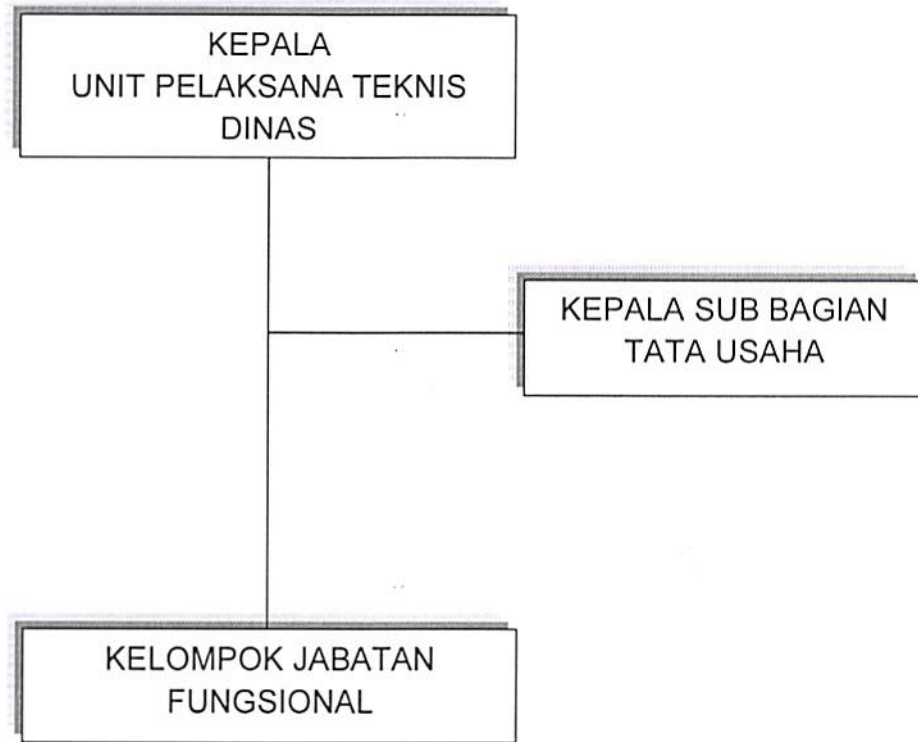 KEPALA
UNIT PELAKSANA TEKNIS
DINAS
KEPALA SUB BAGIAN
TATA USAHA
KELOMPOK JABATAN
FUNGSIONAL